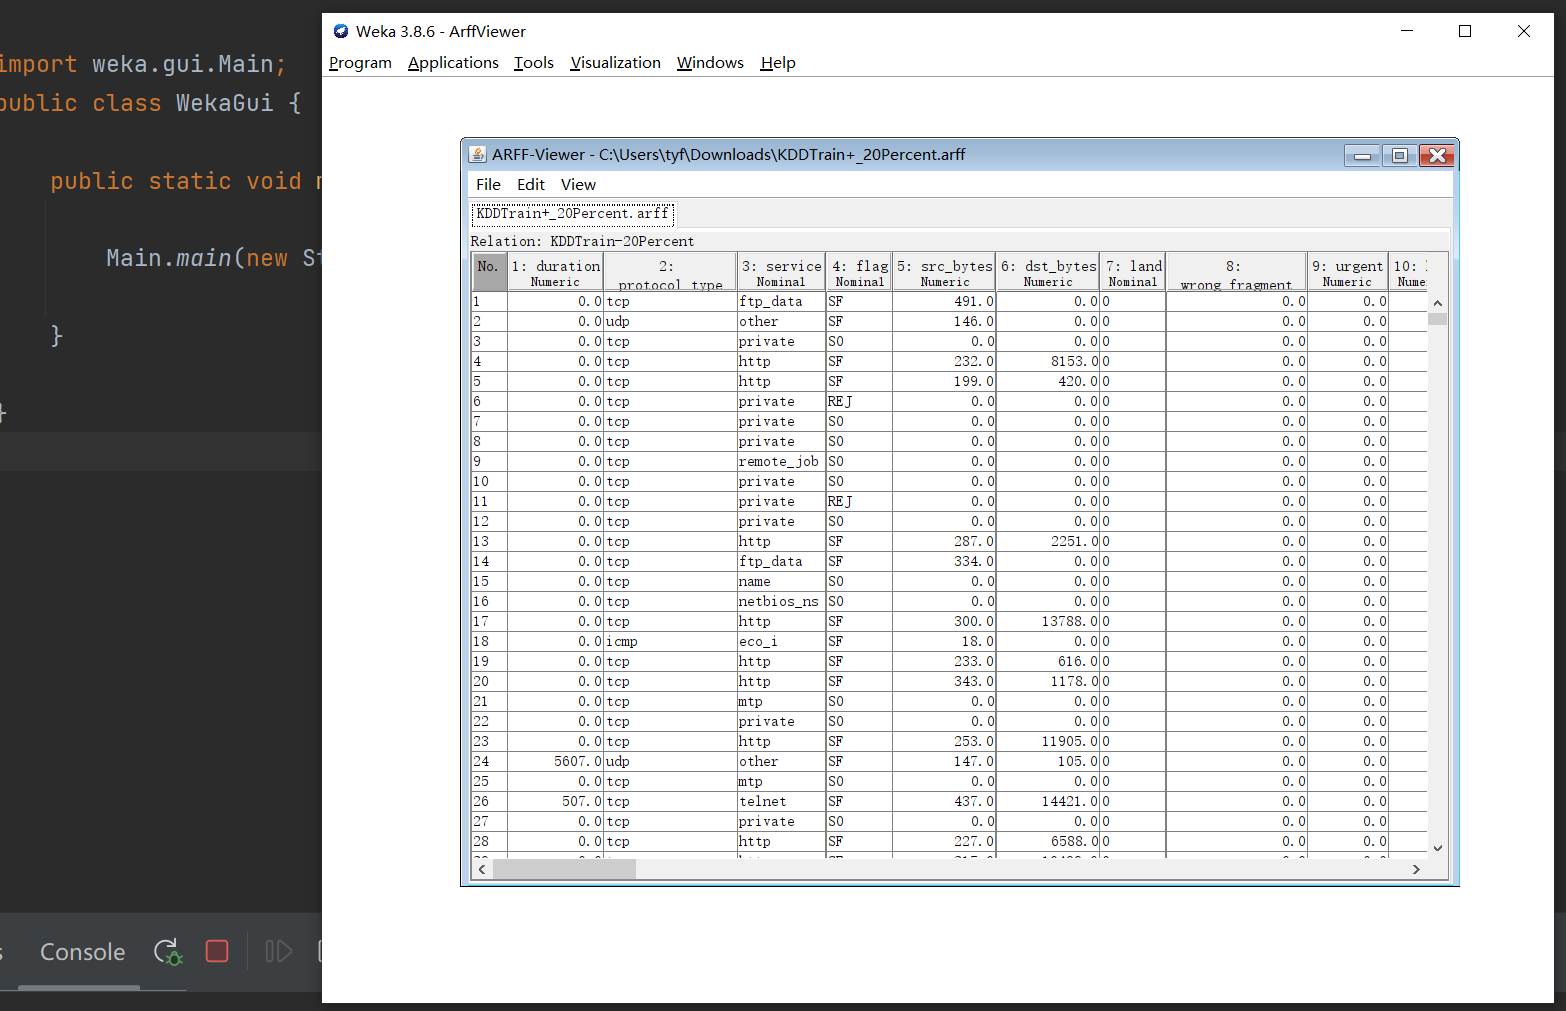 import weka.gui.Main;
public class WekaGui {
public static void
Main.main(new
}
}
Console
Weka 3.8.6 - ArffViewer
Program Applications Tools Visualization Windows Help
ARFF-Viewer - C:\Users\tyf\Downloads\KDDTrain+_20Percent.arff
File Edit View
KDDTrain+_20Percent.arff
Relation: KDDTrain-20Percent
No. 1: duration 2: 3: service 4: flag 5: src_bytes 6: dst_bytes 7: land 8: 9: urgent 10:
Numeric protocol_type Nominal Nominal Numeric Numeric Nominal wrong_fragment Numeric
1 0.0 tcp ftp_data SF 491.0 0.0 0 0.0 0.0
2 0.0 udp other SF 146.0 0.0 0 0.0 0.0
3 0.0 tcp private S0 0.0 0.0 0 0.0 0.0
4 0.0 tcp http SF 232.0 8153.0 0 0.0 0.0
5 0.0 tcp http SF 199.0 420.0 0 0.0 0.0
6 0.0 tcp private REJ 0.0 0.0 0 0.0 0.0
7 0.0 tcp private S0 0.0 0.0 0 0.0 0.0
8 0.0 tcp private S0 0.0 0.0 0 0.0 0.0
9 0.0 tcp remote_job S0 0.0 0.0 0 0.0 0.0
10 0.0 tcp private S0 0.0 0.0 0 0.0 0.0
11 0.0 tcp private REJ 0.0 0.0 0 0.0 0.0
12 0.0 tcp private S0 0.0 0.0 0 0.0 0.0
13 0.0 tcp http SF 287.0 2251.0 0 0.0 0.0
14 0.0 tcp ftp_data SF 334.0 0.0 0 0.0 0.0
15 0.0 tcp name S0 0.0 0.0 0 0.0 0.0
16 0.0 tcp netbios_ns S0 0.0 0.0 0 0.0 0.0
17 0.0 tcp http SF 300.0 13788.0 0 0.0 0.0
18 0.0 icmp eco_i SF 18.0 0.0 0 0.0 0.0
19 0.0 tcp http SF 233.0 616.0 0 0.0 0.0
20 0.0 tcp http SF 343.0 1178.0 0 0.0 0.0
21 0.0 tcp mtp S0 0.0 0.0 0 0.0 0.0
22 0.0 tcp private S0 0.0 0.0 0 0.0 0.0
23 0.0 tcp http SF 253.0 11905.0 0 0.0 0.0
24 5607.0 udp other SF 147.0 105.0 0 0.0 0.0
25 0.0 tcp mtp S0 0.0 0.0 0 0.0 0.0
26 507.0 tcp telnet SF 437.0 14421.0 0 0.0 0.0
27 0.0 tcp private S0 0.0 0.0 0 0.0 0.0
28 0.0 tcp http SF 227.0 6588.0 0 0.0 0.0